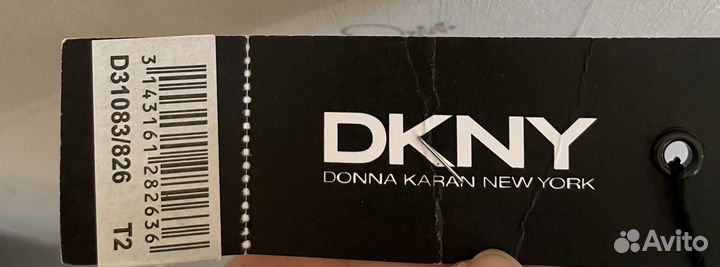 D31083/826 T2
3143161282636
DKNY
DONNA KARAN NEW YORK
Avito